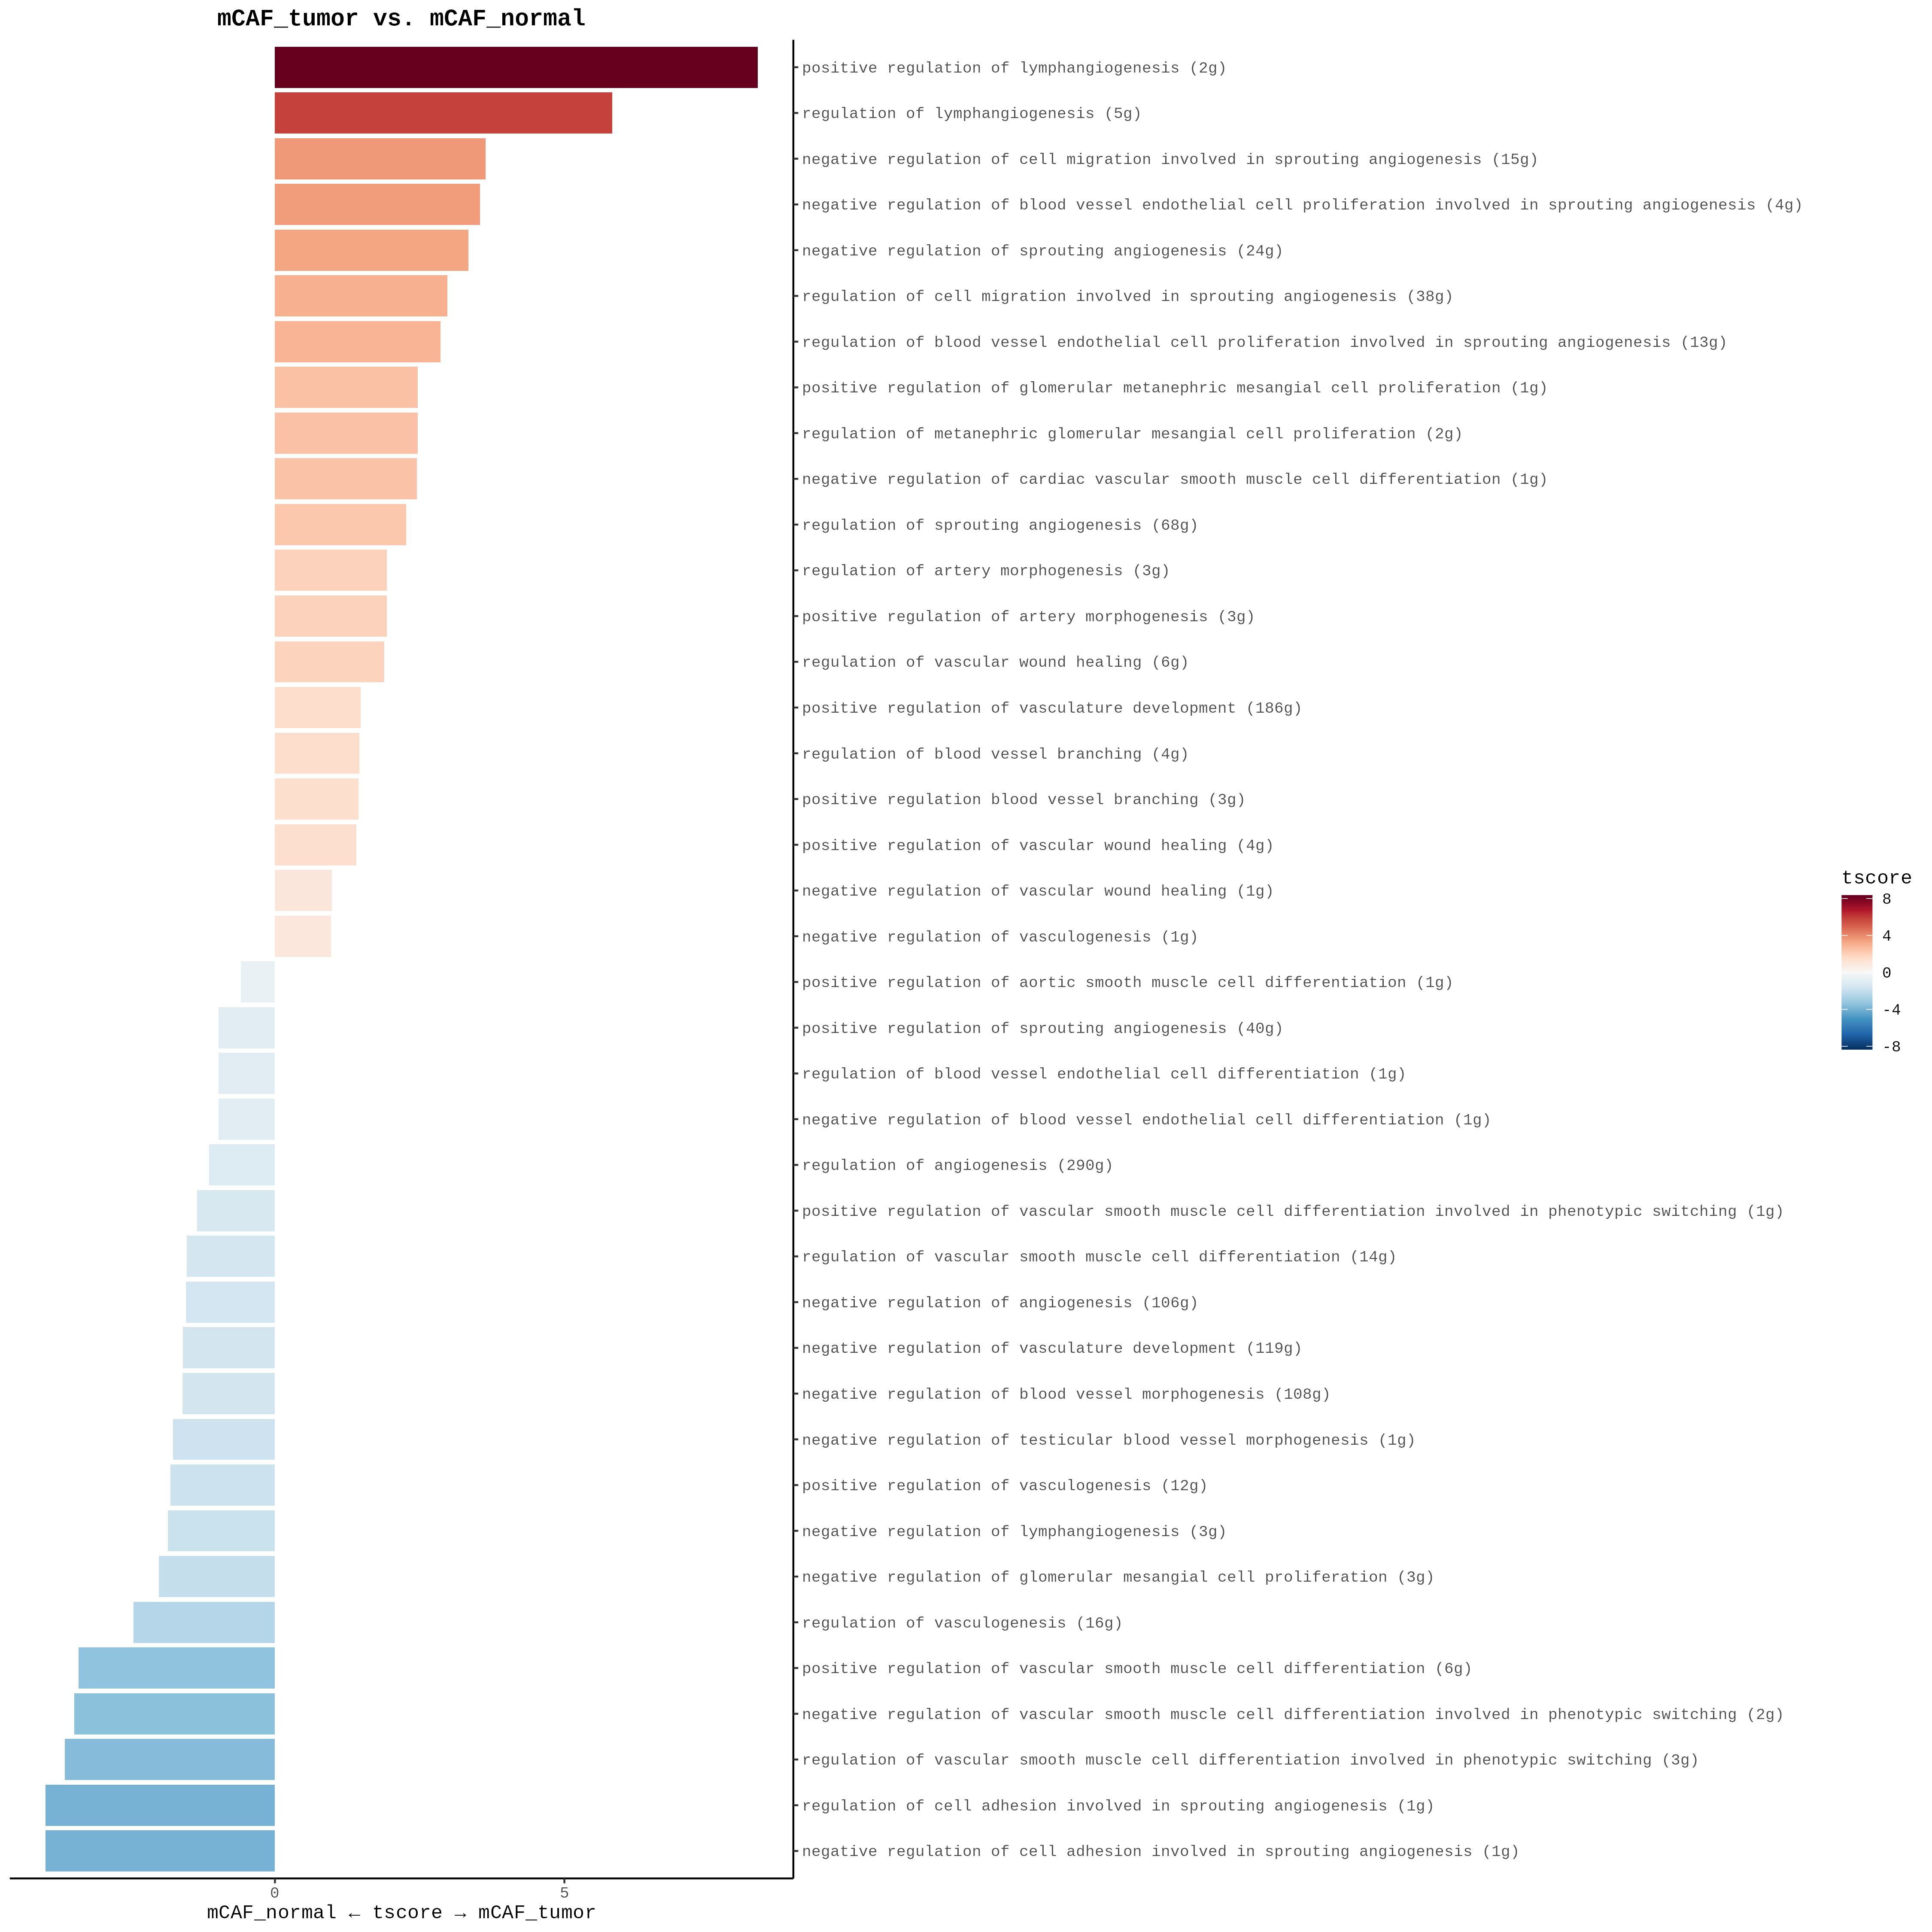 mCAF_tumor vs. mCAF_normal
positive regulation of lymphangiogenesis (2g)
regulation of lymphangiogenesis (5g)
negative regulation of cell migration involved in sprouting angiogenesis (15g)
negative regulation of blood vessel endothelial cell proliferation involved in sprouting angiogenesis (4g)
negative regulation of sprouting angiogenesis (24g)
regulation of cell migration involved in sprouting angiogenesis (38g)
regulation of blood vessel endothelial cell proliferation involved in sprouting angiogenesis (13g)
positive regulation of glomerular metanephric mesangial cell proliferation (1g)
regulation of metanephric glomerular mesangial cell proliferation (2g)
negative regulation of cardiac vascular smooth muscle cell differentiation (1g)
regulation of sprouting angiogenesis (68g)
regulation of artery morphogenesis (3g)
positive regulation of artery morphogenesis (3g)
regulation of vascular wound healing (6g)
positive regulation of vasculature development (186g)
regulation of blood vessel branching (4g)
positive regulation blood vessel branching (3g)
positive regulation of vascular wound healing (4g)
negative regulation of vascular wound healing (1g)
negative regulation of vasculogenesis (1g)
positive regulation of aortic smooth muscle cell differentiation (1g)
positive regulation of sprouting angiogenesis (40g)
regulation of blood vessel endothelial cell differentiation (1g)
negative regulation of blood vessel endothelial cell differentiation (1g)
regulation of angiogenesis (290g)
positive regulation of vascular smooth muscle cell differentiation involved in phenotypic switching (1g)
regulation of vascular smooth muscle cell differentiation (14g)
negative regulation of angiogenesis (106g)
negative regulation of vasculature development (119g)
negative regulation of blood vessel morphogenesis (108g)
negative regulation of testicular blood vessel morphogenesis (1g)
positive regulation of vasculogenesis (12g)
negative regulation of lymphangiogenesis (3g)
negative regulation of glomerular mesangial cell proliferation (3g)
regulation of vasculogenesis (16g)
positive regulation of vascular smooth muscle cell differentiation (6g)
negative regulation of vascular smooth muscle cell differentiation involved in phenotypic switching (2g)
regulation of vascular smooth muscle cell differentiation involved in phenotypic switching (3g)
regulation of cell adhesion involved in sprouting angiogenesis (1g)
negative regulation of cell adhesion involved in sprouting angiogenesis (1g)
0 5
mCAF_normal ← tscore → mCAF_tumor
tscore
8
4
0
-4
-8